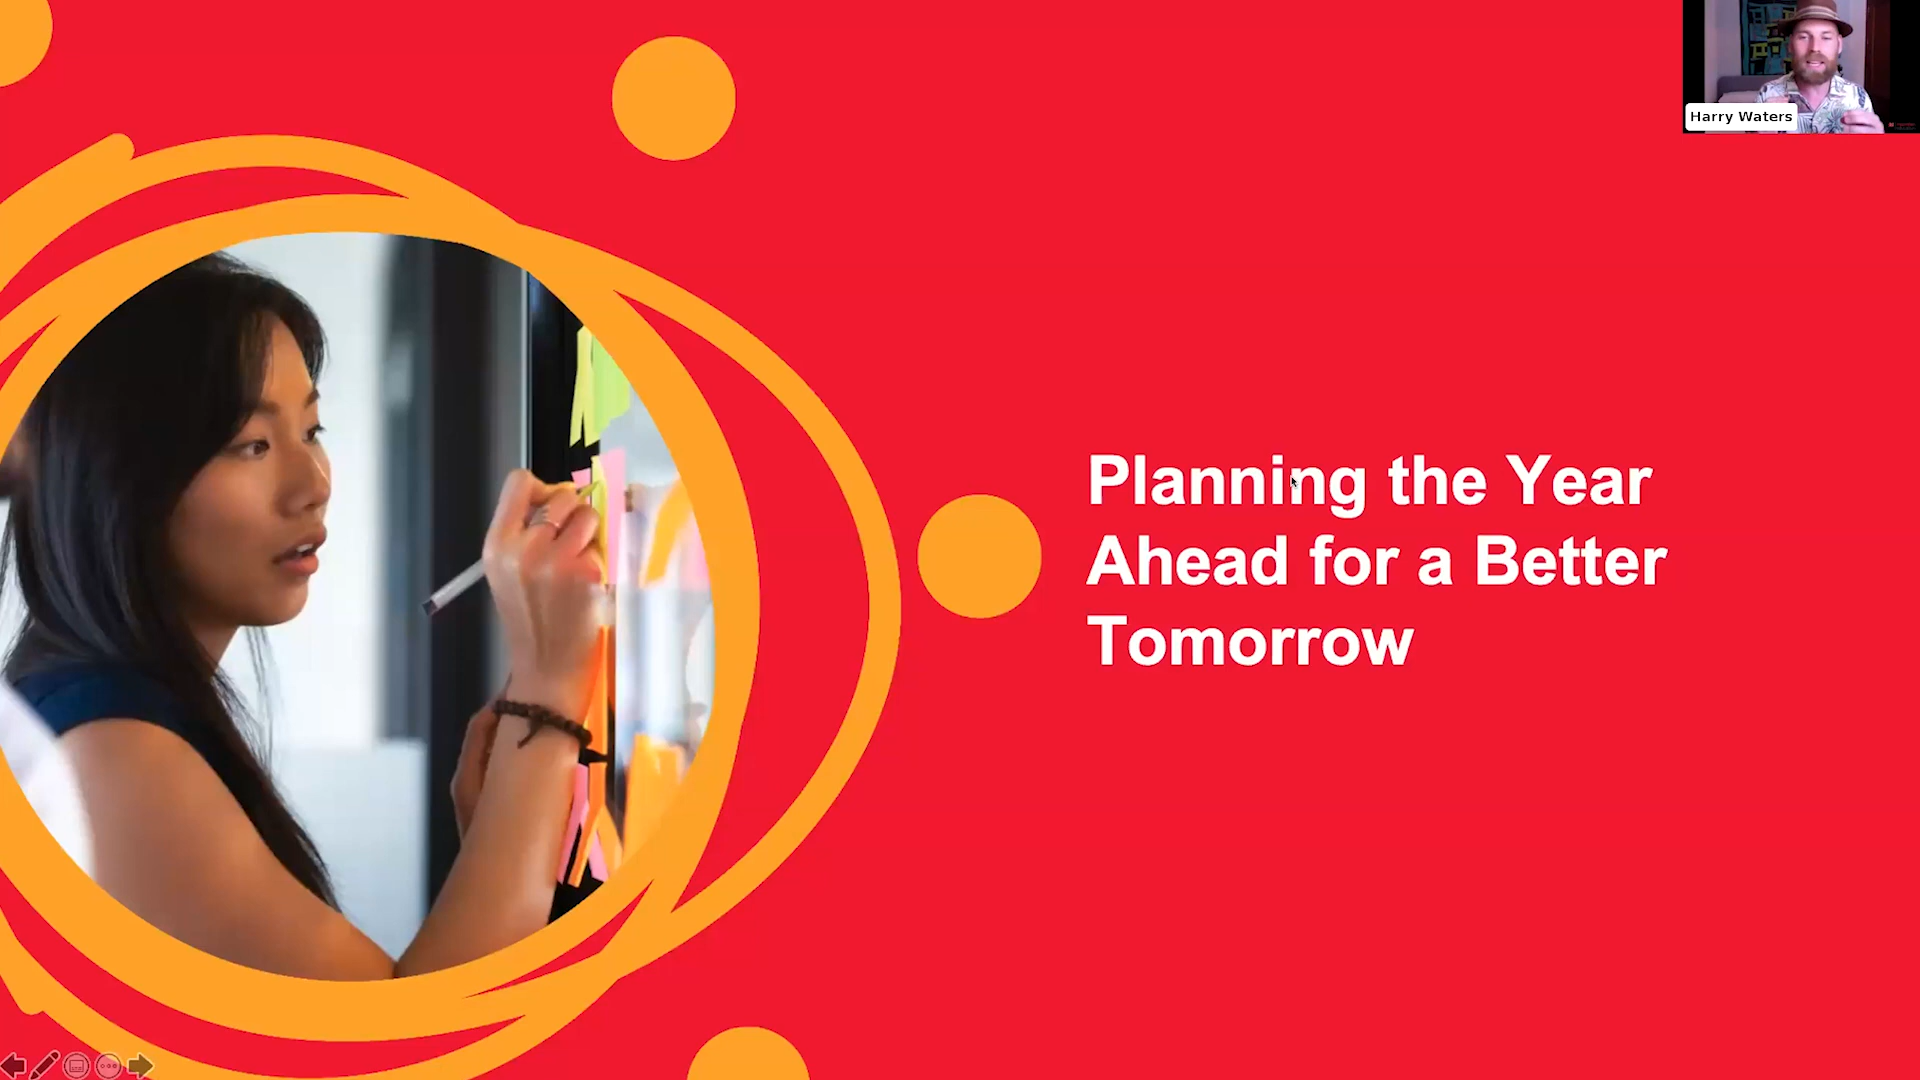 Harry Waters
Planning the Year
Ahead for a Better
Tomorrow